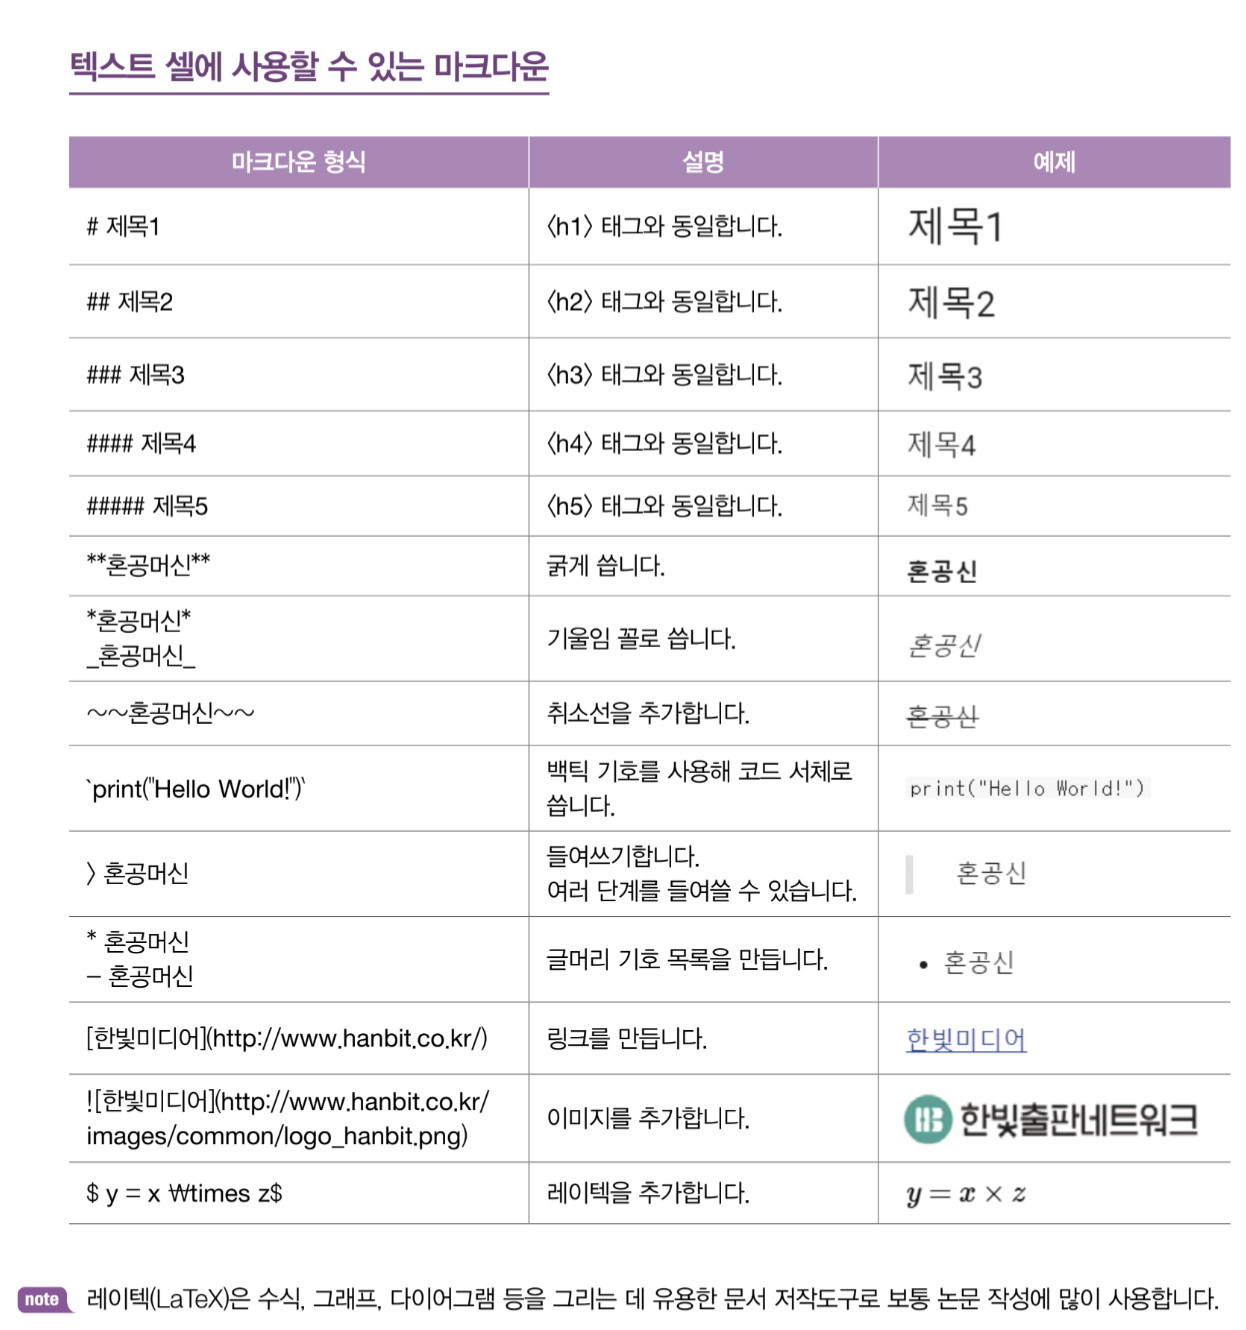 텍스트 셀에 사용할 수 있는 마크다운
마크다운 형식 설명 예제
# 제목1 〈h1〉 태그와 동일합니다. 제목1
## 제목2 〈h2〉 태그와 동일합니다. 제목2
### 제목3 〈h3〉 태그와 동일합니다. 제목3
#### 제목4 〈h4〉 태그와 동일합니다. 제목4
##### 제목5 〈h5〉 태그와 동일합니다. 제목5
**혼공머신** 굵게 씁니다. 혼공신
*혼공머신*
_혼공머신_
기울임 꼴로 씁니다. 혼공신
～～혼공머신～～ 취소선을 추가합니다. 혼공신
`print("Hello World!")`
백틱 기호를 사용해 코드 서체로
씁니다.
print("Hello World!")
〉 혼공머신
들여쓰기합니다.
여러 단계를 들여쓸 수 있습니다.
혼공신
* 혼공머신
– 혼공머신
글머리 기호 목록을 만듭니다. • 혼공신
[한빛미디어](http://www.hanbit.co.kr/) 링크를 만듭니다. 한빛미디어
![한빛미디어](http://www.hanbit.co.kr/
images/common/logo_hanbit.png)
이미지를 추가합니다. HB 한빛출판네트워크
$ y = x ₩times z$ 레이텍을 추가합니다. y = x × z
note 레이텍(LaTeX)은 수식, 그래프, 다이어그램 등을 그리는 데 유용한 문서 저작도구로 보통 논문 작성에 많이 사용합니다.